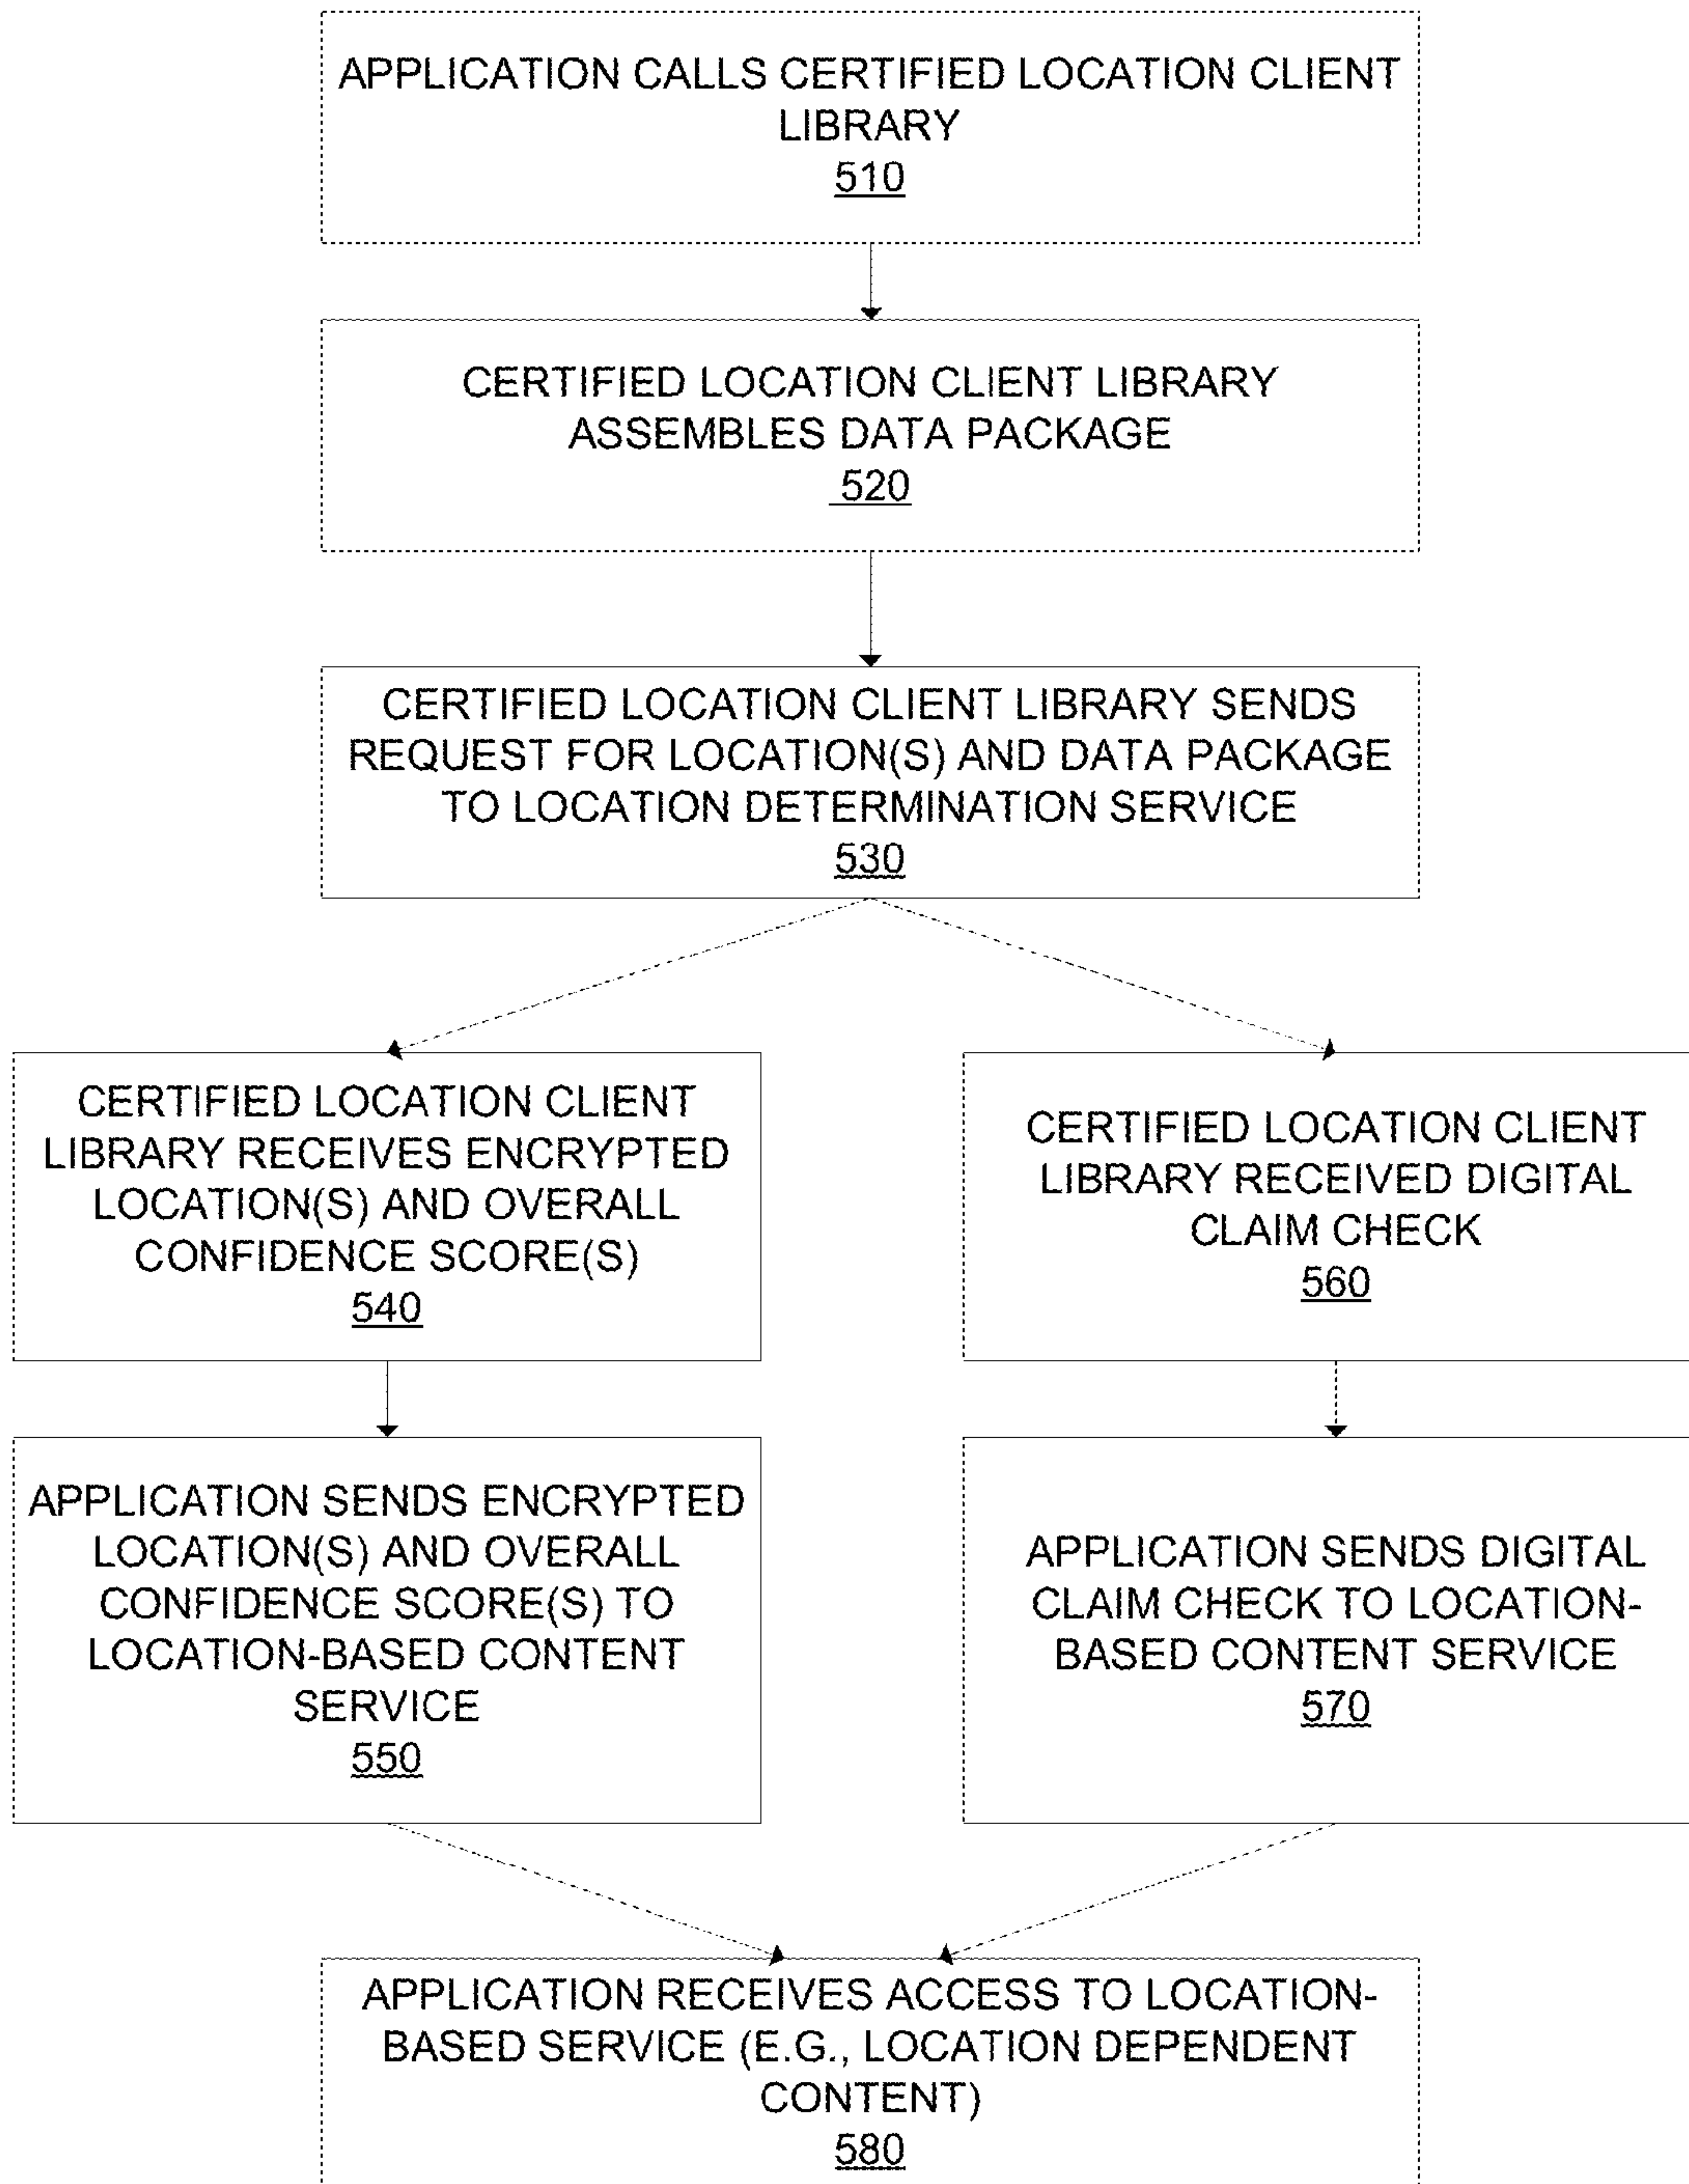 APPLICATION CALLS CERTIFIED LOCATION CLIENT
LIBRARY
510
CERTIFIED LOCATION CLIENT LIBRARY
ASSEMBLES DATA PACKAGE
520
CERTIFIED LOCATION CLIENT LIBRARY SENDS
REQUEST FOR LOCATION(S) AND DATA PACKAGE
TO LOCATION DETERMINATION SERVICE
530
CERTIFIED LOCATION CLIENT
LIBRARY RECEIVES ENCRYPTED
LOCATION(S) AND OVERALL
CONFIDENCE SCORE(S)
540
CERTIFIED LOCATION CLIENT
LIBRARY RECEIVED DIGITAL
CLAIM CHECK
560
APPLICATION SENDS ENCRYPTED
LOCATION(S) AND OVERALL
CONFIDENCE SCORE(S) TO
LOCATION-BASED CONTENT
SERVICE
550
APPLICATION SENDS DIGITAL
CLAIM CHECK TO LOCATION-
BASED CONTENT SERVICE
570
APPLICATION RECEIVES ACCESS TO LOCATION-
BASED SERVICE (E.G., LOCATION DEPENDENT
CONTENT)
580